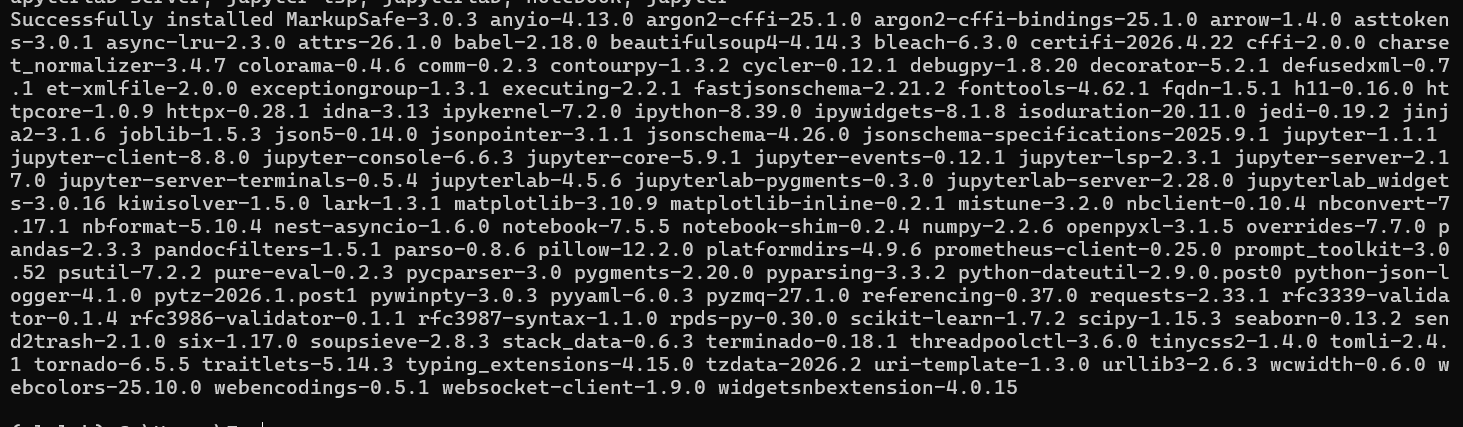 Successfully installed MarkupSafe-3.0.3 anyio-4.13.0 argon2-cffi-25.1.0 argon2-cffi-bindings-25.1.0 arrow-1.4.0 asttoken
s-3.0.1 async-lru-2.3.0 attrs-26.1.0 babel-2.18.0 beautifulsoup4-4.14.3 bleach-6.3.0 certifi-2026.4.22 cffi-2.0.0 charse
t_normalizer-3.4.7 colorama-0.4.6 comm-0.2.3 contourpy-1.3.2 cycler-0.12.1 debugpy-1.8.20 decorator-5.2.1 defusedxml-0.7
.1 et-xmlfile-2.0.0 exceptiongroup-1.3.1 executing-2.2.1 fastjsonschema-2.21.2 fonttools-4.62.1 fqdn-1.5.1 h11-0.16.0 ht
tpcore-1.0.9 httpx-0.28.1 idna-3.13 ipykernel-7.2.0 ipython-8.39.0 ipywidgets-8.1.8 isoduration-20.11.0 jedi-0.19.2 jinj
a2-3.1.6 joblib-1.5.3 json5-0.14.0 jsonpointer-3.1.1 jsonschema-4.26.0 jsonschema-specifications-2025.9.1 jupyter-1.1.1
jupyter-client-8.8.0 jupyter-console-6.6.3 jupyter-core-5.9.1 jupyter-events-0.12.1 jupyter-lsp-2.3.1 jupyter-server-2.1
7.0 jupyter-server-terminals-0.5.4 jupyterlab-4.5.6 jupyterlab-pygments-0.3.0 jupyterlab-server-2.28.0 jupyterlab_widget
s-3.0.16 kiwisolver-1.5.0 lark-1.3.1 matplotlib-3.10.9 matplotlib-inline-0.2.1 mistune-3.2.0 nbclient-0.10.4 nbconvert-7
.17.1 nbformat-5.10.4 nest-asyncio-1.6.0 notebook-7.5.5 notebook-shim-0.2.4 numpy-2.2.6 openpyxl-3.1.5 overrides-7.7.0 p
andas-2.3.3 pandocfilters-1.5.1 parso-0.8.6 pillow-12.2.0 platformdirs-4.9.6 prometheus-client-0.25.0 prompt_toolkit-3.0
.52 psutil-7.2.2 pure-eval-0.2.3 pycparser-3.0 pygments-2.20.0 pyparsing-3.3.2 python-dateutil-2.9.0.post0 python-json-l
ogger-4.1.0 pytz-2026.1.post1 pywinpty-3.0.3 pyyaml-6.0.3 pyzmq-27.1.0 referencing-0.37.0 requests-2.33.1 rfc3339-valida
tor-0.1.4 rfc3986-validator-0.1.1 rfc3987-syntax-1.1.0 rpds-py-0.30.0 scikit-learn-1.7.2 scipy-1.15.3 seaborn-0.13.2 sen
d2trash-2.1.0 six-1.17.0 soupsieve-2.8.3 stack_data-0.6.3 terminado-0.18.1 threadpoolctl-3.6.0 tinycss2-1.4.0 tomli-2.4.
1 tornado-6.5.5 traitlets-5.14.3 typing_extensions-4.15.0 tzdata-2026.2 uri-template-1.3.0 urllib3-2.6.3 wcwidth-0.6.0 w
ebcolors-25.10.0 webencodings-0.5.1 websocket-client-1.9.0 widgetsnbextension-4.0.15